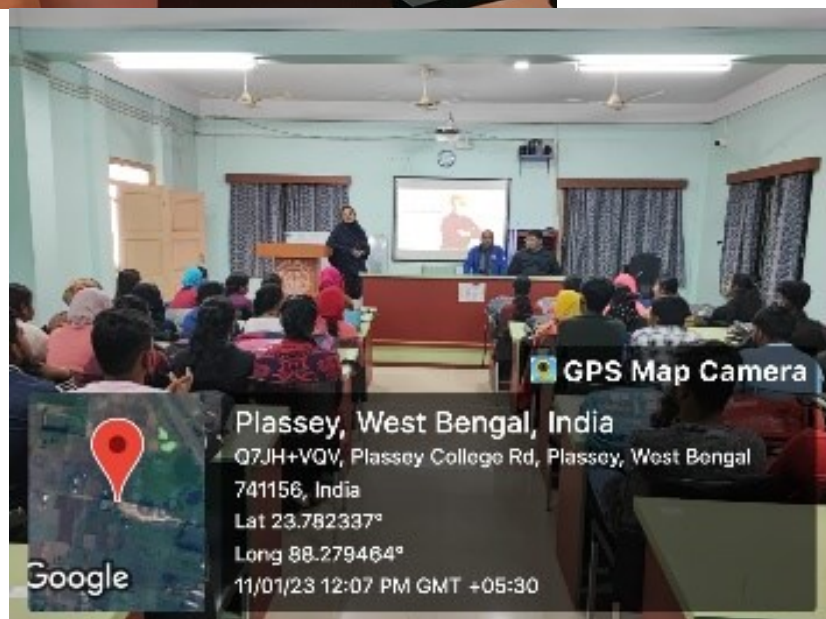 GPS Map Camera
Plassey, West Bengal, India
Q7JH+VQV, Plassey College Rd, Plassey, West Bengal
741156, India
Lat 23.782337°
Long 88.279464°
11/01/23 12:07 PM GMT +05:30
Google